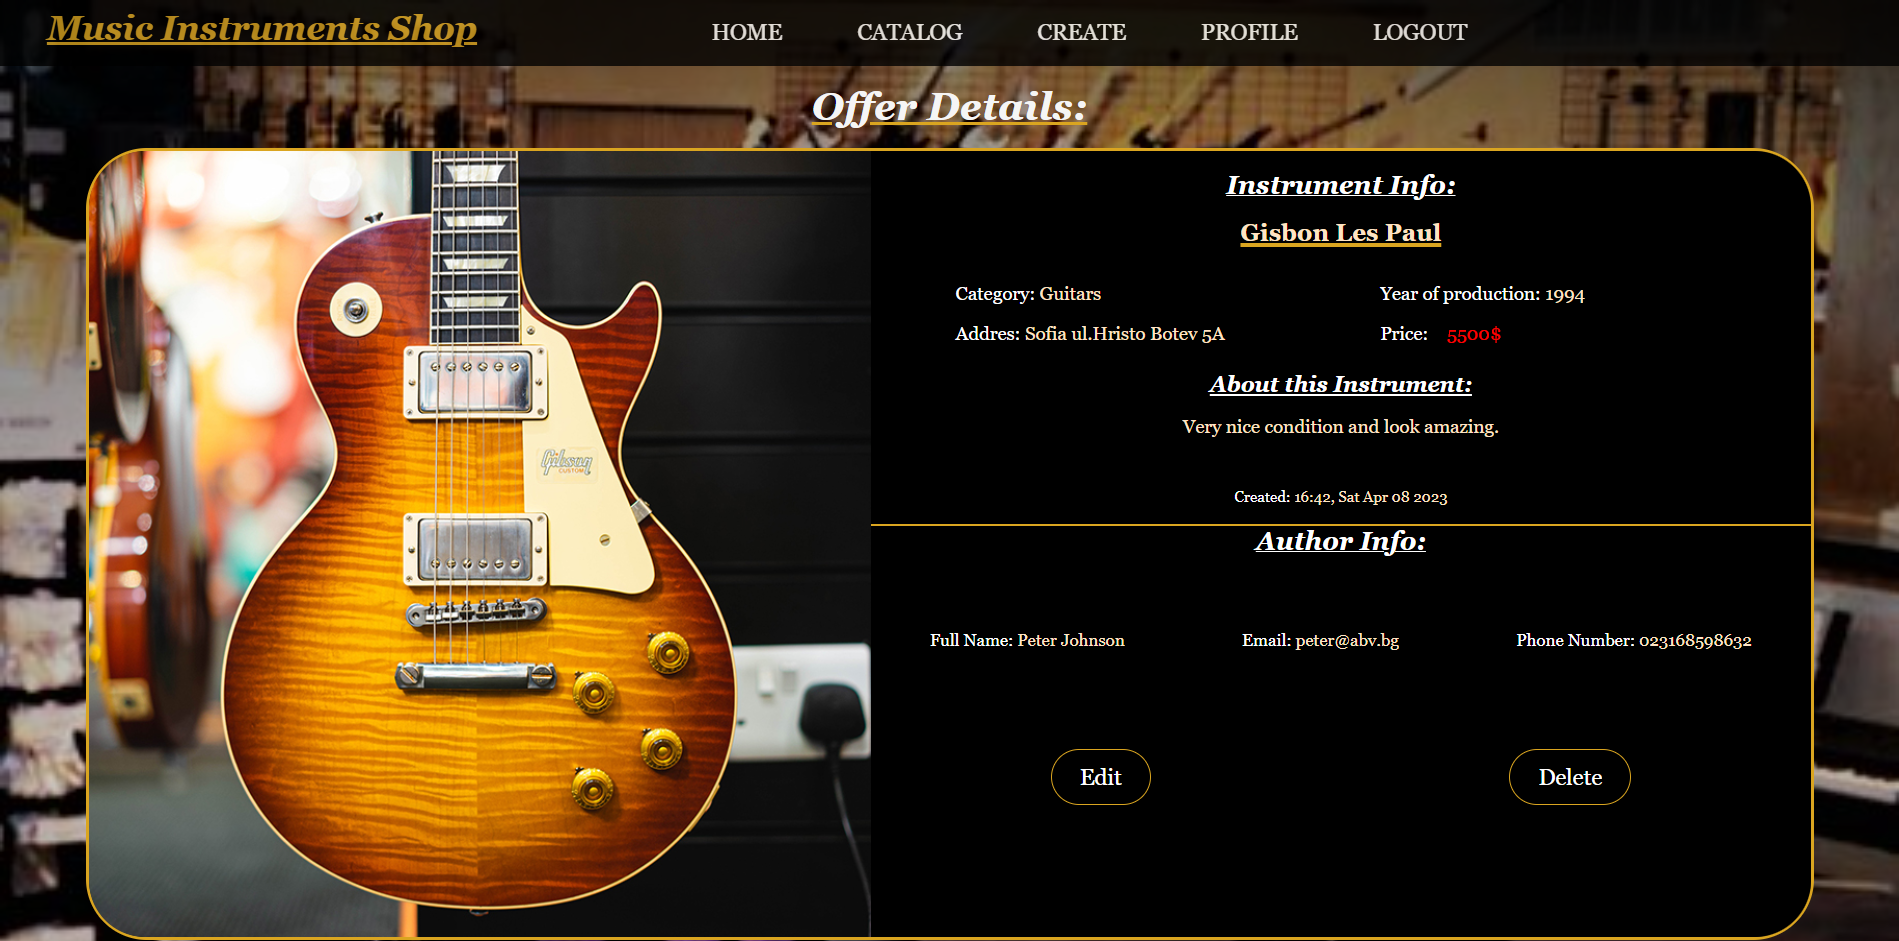 Music Instruments Shop
HOME CATALOG CREATE PROFILE LOGOUT
Offer Details:
Gibson
CUSTOM
Instrument Info:
Gisbon Les Paul
Category: Guitars
Year of production: 1994
Addres: Sofia ul.Hristo Botev 5A
Price: 5500$
About this Instrument:
Very nice condition and look amazing.
Created: 16:42, Sat Apr 08 2023
Author Info:
Full Name: Peter Johnson
Email: peter@abv.bg
Phone Number: 023168598632
Edit
Delete